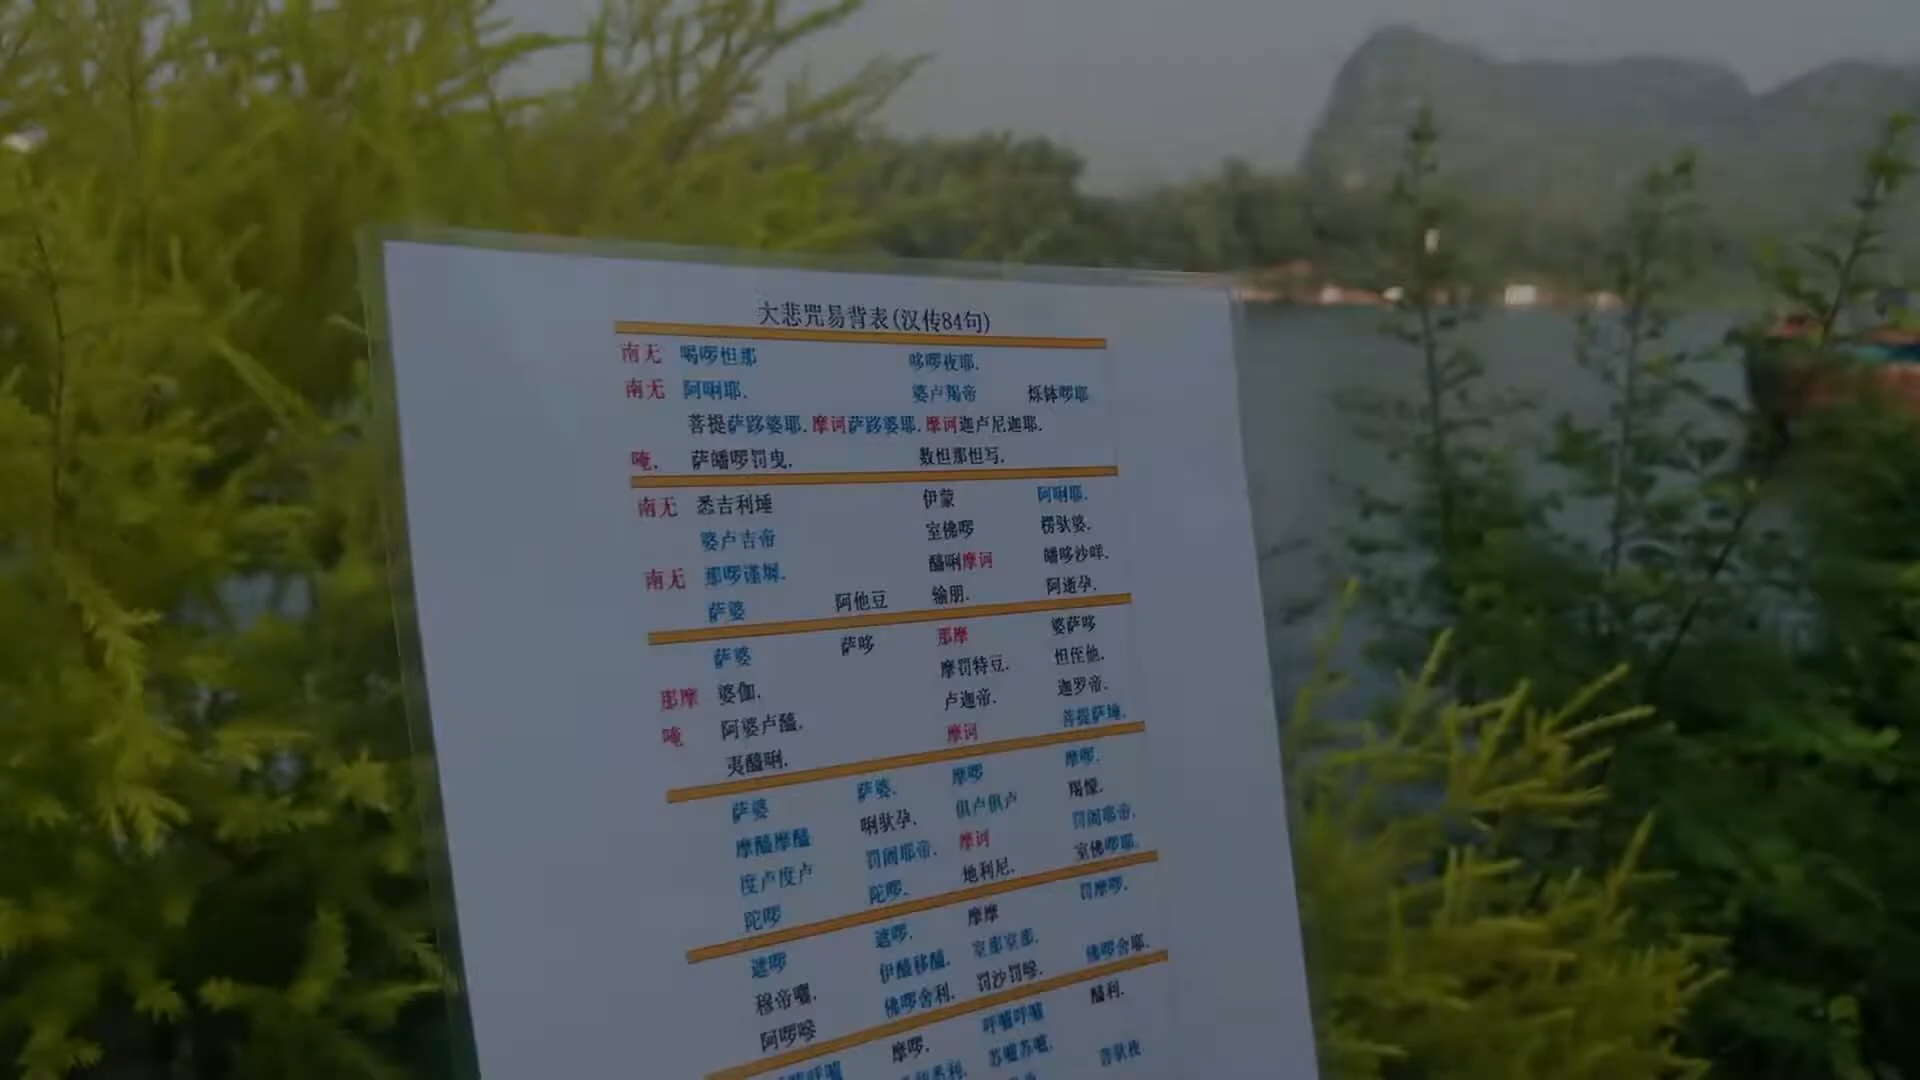 大悲咒易背表(汉传84句)
南无 喝啰怛那 哆啰夜耶.
南无 阿唎耶. 婆卢羯帝 烁钵啰耶
菩提萨跢婆耶.摩诃萨跢婆耶.摩诃迦卢尼迦耶.
唵. 萨皤啰罚曳. 数怛那怛写.
南无 悉吉利埵 伊蒙 阿唎耶.
婆卢吉帝 室佛啰 楞驮婆.
南无 那啰谨墀. 醯唎摩诃 皤哆沙咩.
萨婆 阿他豆 输朋. 阿逝孕.
萨婆 萨哆 那摩 婆萨哆
那摩 婆伽. 摩罚特豆. 怛侄他.
唵 阿婆卢醯. 卢迦帝. 迦罗帝.
夷醯唎. 摩诃 菩提萨埵.
萨婆 萨婆. 摩啰 摩啰.
摩醯摩醯 唎驮孕. 俱卢俱卢 羯懞.
度卢度卢 罚阇耶帝. 摩诃 罚阇耶帝.
陀啰 陀啰. 地利尼. 室佛啰耶.
遮啰 遮啰. 摩摩 罚摩啰.
穆帝囇. 伊醯移醯. 室那室那.
阿啰嘇 佛啰舍利. 罚沙罚嘇. 佛啰舍耶.
呼嚧 摩啰. 呼嚧呼嚧 醯利.
悉利. 苏嚧苏嚧. 菩驮夜